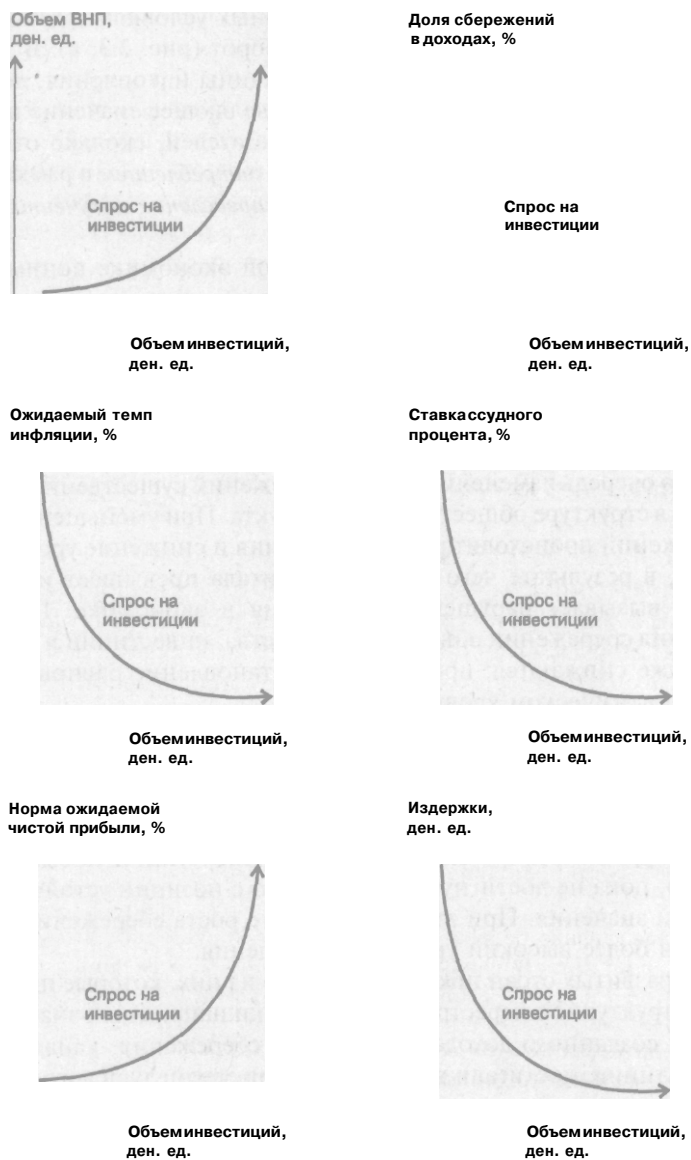 Объем ВНП,
ден. ед.
Спрос на
инвестиции
Объем инвестиций,
ден. ед.
Доля сбережений
в доходах, %
Спрос на
инвестиции
Объем инвестиций,
ден. ед.
Ожидаемый темп
инфляции, %
Спрос на
инвестиции
Объем инвестиций,
ден. ед.
Ставка ссудного
процента, %
Спрос на
инвестиции
Объем инвестиций,
ден. ед.
Норма ожидаемой
чистой прибыли, %
Спрос на
инвестиции
Объем инвестиций,
ден. ед.
Издержки,
ден. ед.
Спрос на
инвестиции
Объем инвестиций,
ден. ед.